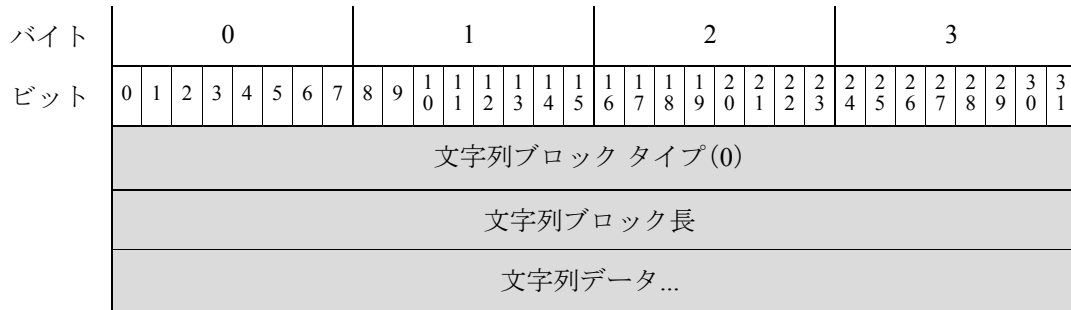 バイト 0 1 2 3
ビット 0 1 2 3 4 5 6 7 8 9 10 11 12 13 14 15 16 17 18 19 20 21 22 23 24 25 26 27 28 29 30 31
文字列ブロック タイプ(0)
文字列ブロック長
文字列データ...